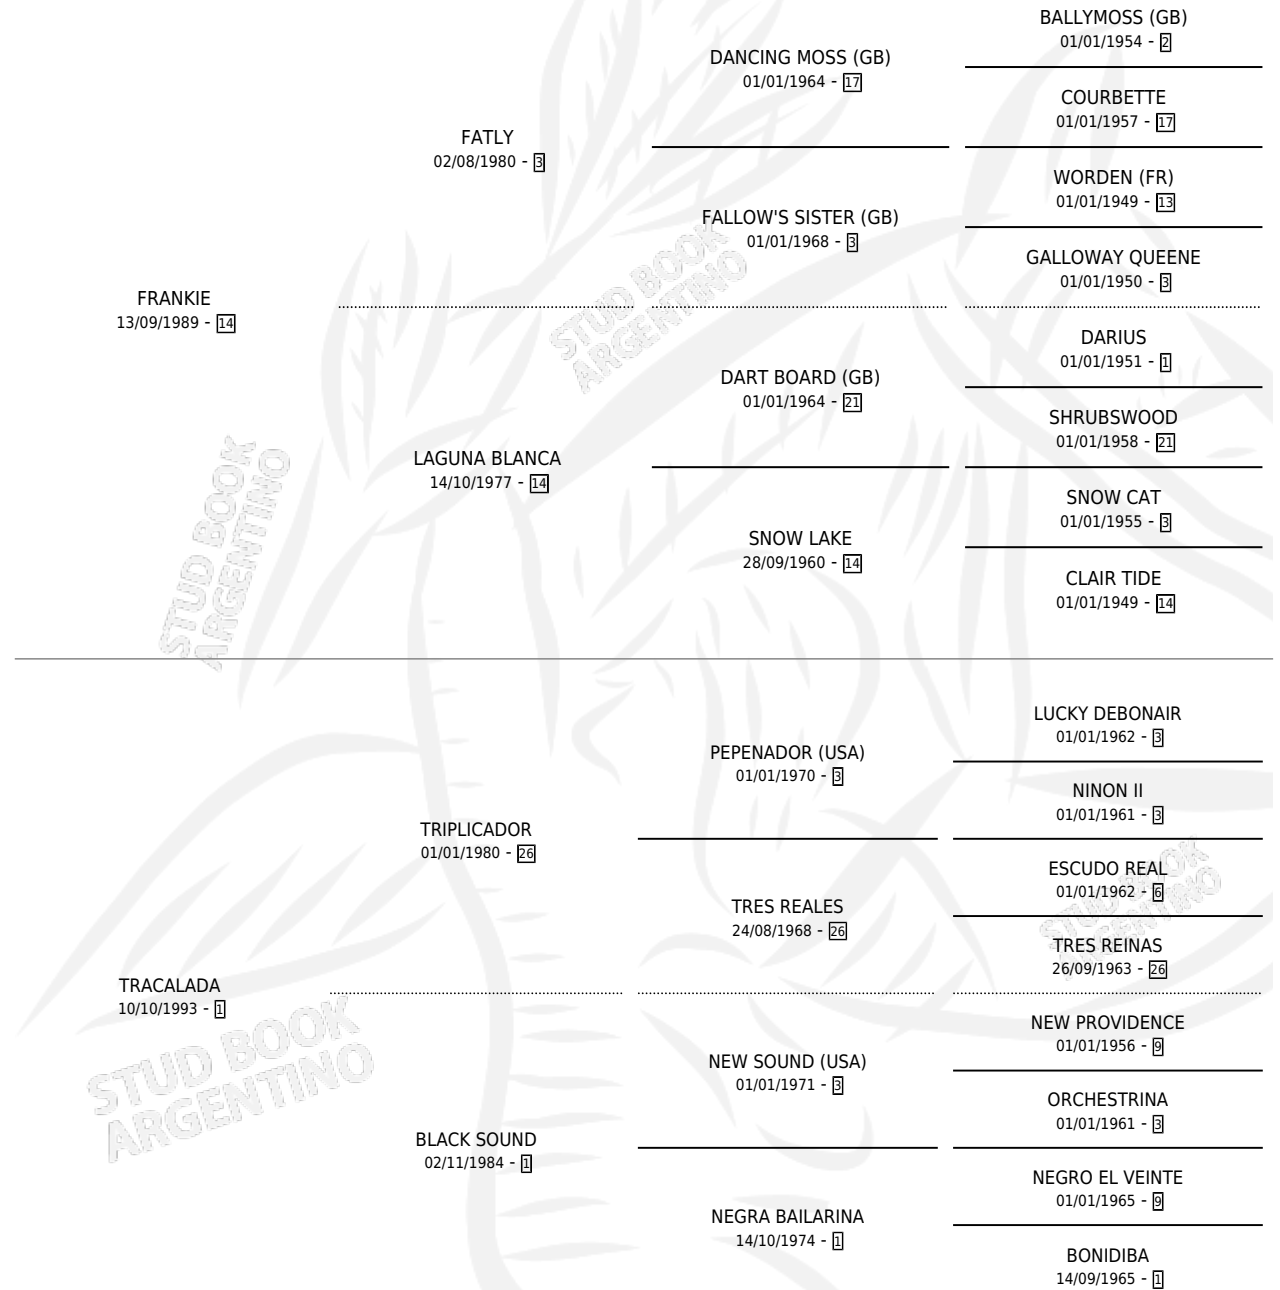 BALLYMOSS (GB)
01/01/1954 - 2
DANCING MOSS (GB)
01/01/1964 - 17
COURBETTE
01/01/1957 - 17
FATLY
02/08/1980 - 3
WORDEN (FR)
01/01/1949 - 13
FALLOW'S SISTER (GB)
01/01/1968 - 3
GALLOWAY QUEENE
01/01/1950 - 3
FRANKIE
13/09/1989 - 14
STUD BOOK
ARGENTINO
DARIUS
01/01/1951 - 1
DART BOARD (GB)
01/01/1964 - 21
SHRUBSWOOD
01/01/1958 - 21
LAGUNA BLANCA
14/10/1977 - 14
SNOW CAT
01/01/1955 - 3
SNOW LAKE
28/09/1960 - 14
CLAIR TIDE
01/01/1949 - 14
STUD BOOK
ARGENTINO
LUCKY DEBONAIR
01/01/1962 - 3
PEPENADOR (USA)
01/01/1970 - 3
NINON II
01/01/1961 - 3
TRIPLICADOR
01/01/1980 - 26
ESCUDO REAL
01/01/1962 - 6
TRES REALES
24/08/1968 - 26
STUD BOOK
ARGENTINO
TRES REINAS
26/09/1963 - 26
TRACALADA
10/10/1993 - 1
STUD BOOK
ARGENTINO
NEW PROVIDENCE
01/01/1956 - 9
NEW SOUND (USA)
01/01/1971 - 3
ORCHESTRINA
01/01/1961 - 3
BLACK SOUND
02/11/1984 - 1
NEGRO EL VEINTE
01/01/1965 - 9
NEGRA BAILARINA
14/10/1974 - 1
BONIDIBA
14/09/1965 - 1